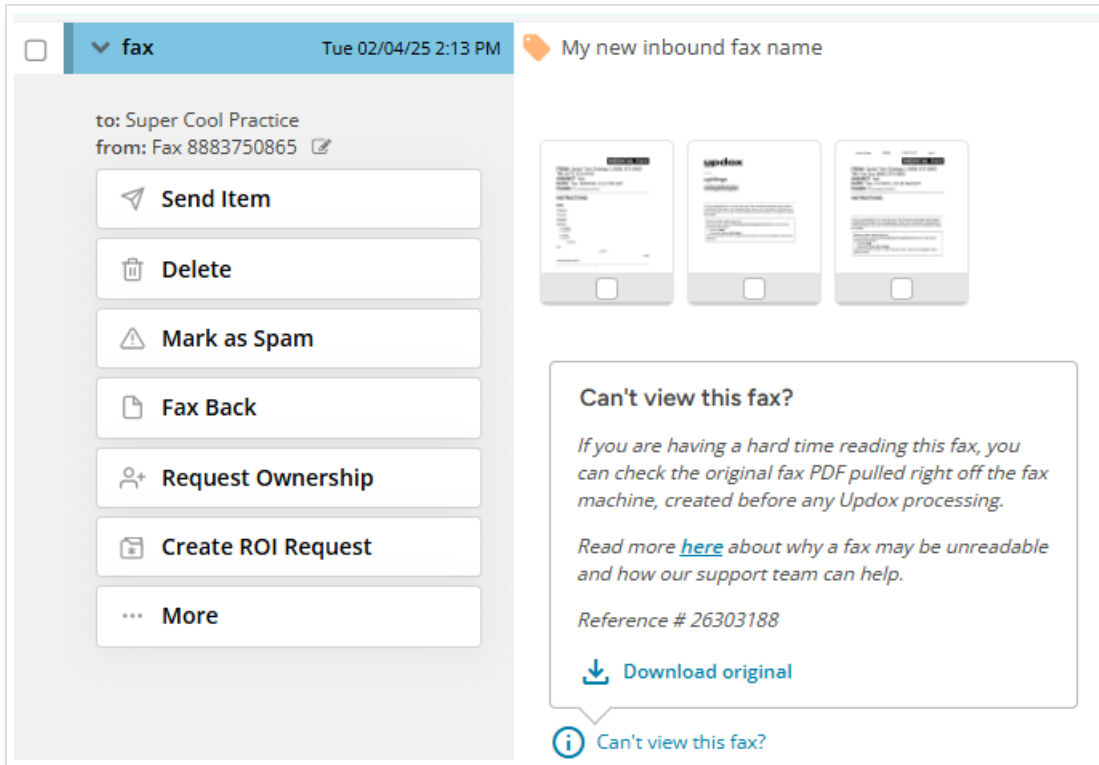 fax
Tue 02/04/25 2:13 PM
My new inbound fax name
to: Super Cool Practice
from: Fax 8883750865
Send Item
Delete
Mark as Spam
Fax Back
Request Ownership
Create ROI Request
More
updox
INSTRUCTIONS
Can't view this fax?
If you are having a hard time reading this fax, you
can check the original fax PDF pulled right off the fax
machine, created before any Updox processing.
Read more here about why a fax may be unreadable
and how our support team can help.
Reference # 26303188
Download original
Can't view this fax?